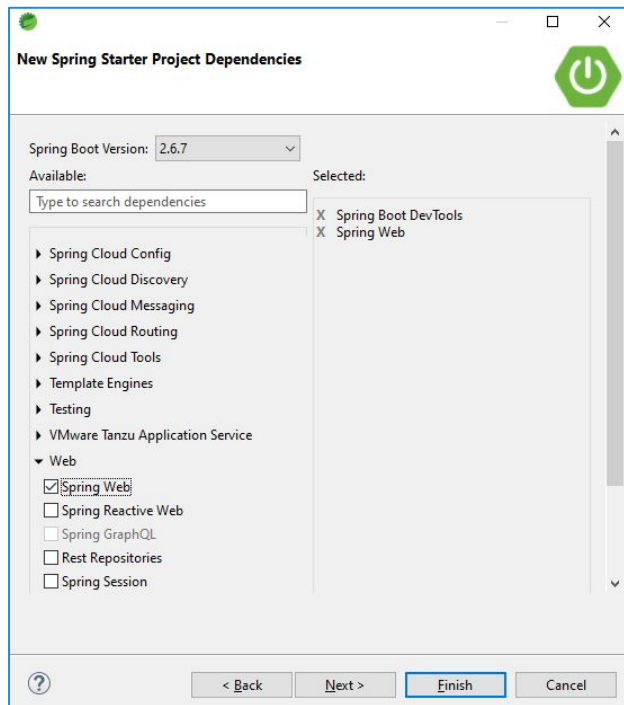 New Spring Starter Project Dependencies
Spring Boot Version: 2.6.7
Available:
Selected:
Type to search dependencies
X Spring Boot DevTools
X Spring Web
Spring Cloud Config
Spring Cloud Discovery
Spring Cloud Messaging
Spring Cloud Routing
Spring Cloud Tools
Template Engines
Testing
VMware Tanzu Application Service
Web
Spring Web
Spring Reactive Web
Spring GraphQL
Rest Repositories
Spring Session
?
< Back
Next >
Finish
Cancel